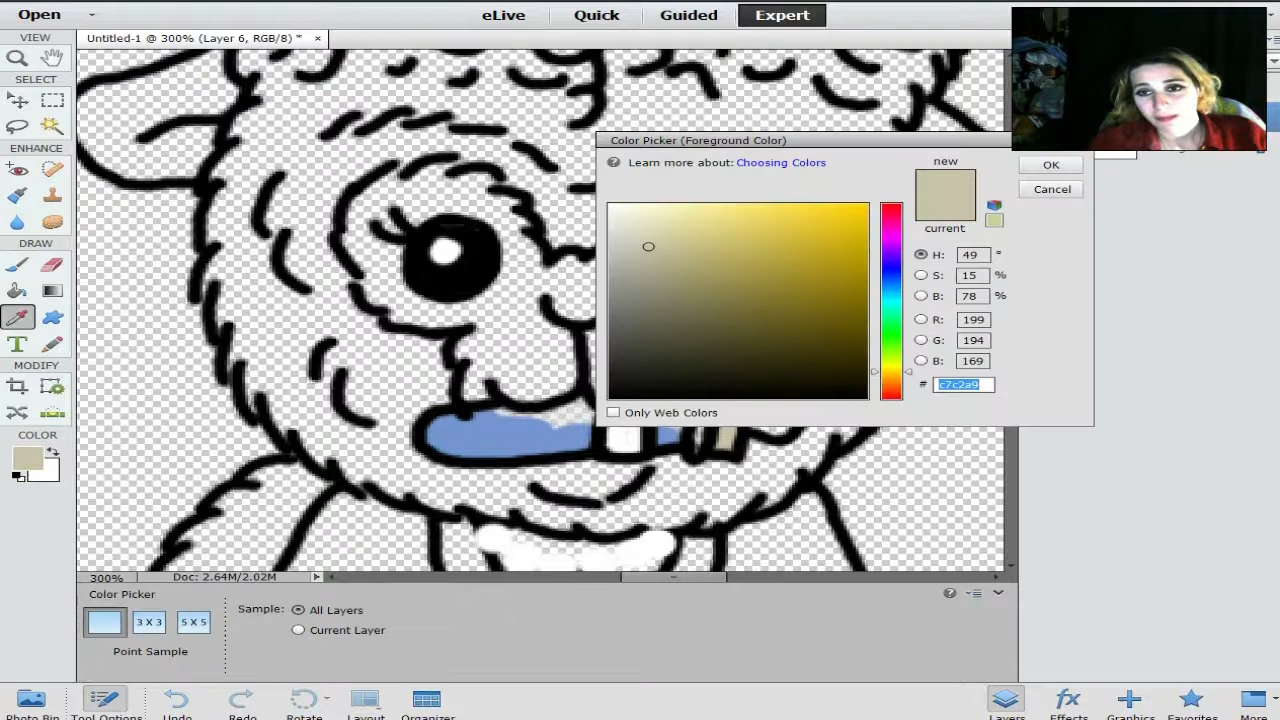 Open eLive Quick Guided Expert
VIEW
Untitled-1 @ 300% (Layer 6, RGB/8) * ×
SELECT
ENHANCE
DRAW
T
MODIFY
COLOR
Color Picker (Foreground Color)
? Learn more about: Choosing Colors
new
OK
Cancel
current
H: 49 °
S: 15 %
B: 78 %
R: 199
G: 194
B: 169
# c7c2a9
Only Web Colors
300% Doc: 2.64M/2.02M
Color Picker
Sample: All Layers
3 X 3 5 X 5
Current Layer
Point Sample
Photo Bin Tool Options Undo Redo Rotate Layout Organizer Layers fx Effects Graphics Favorites More